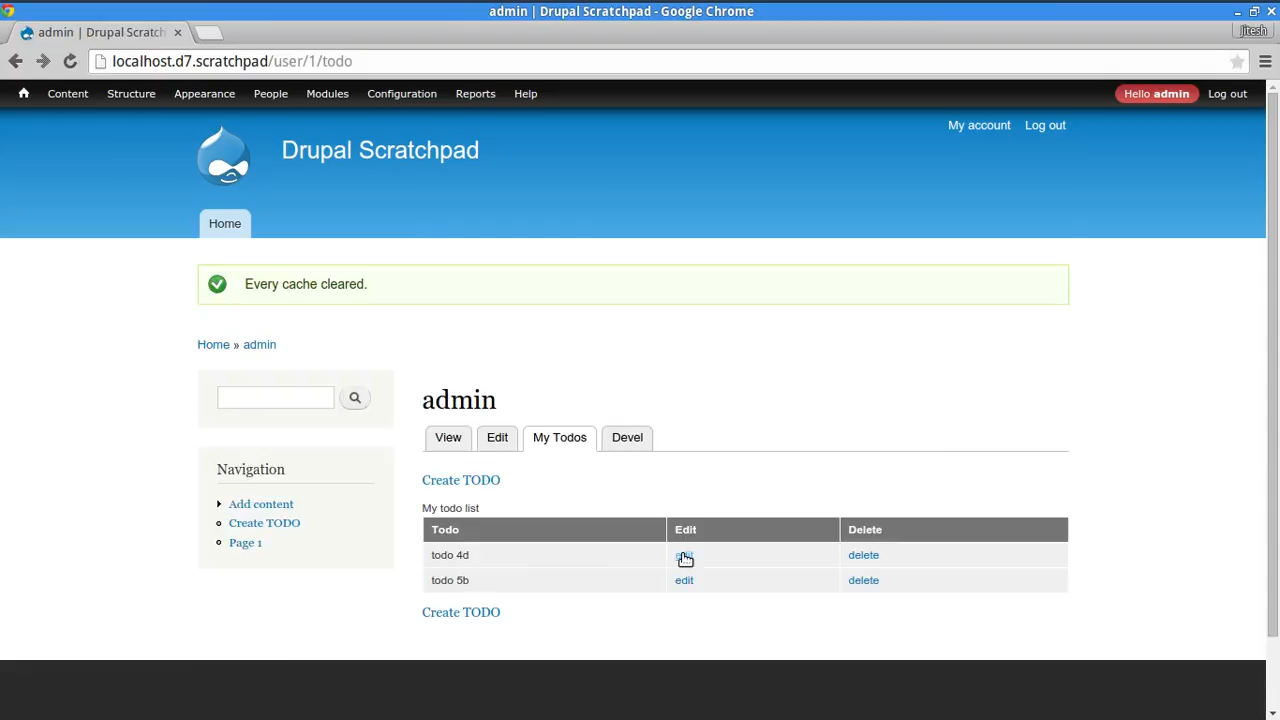 admin | Drupal Scratchpad - Google Chrome
admin | Drupal Scratch
jitesh
localhost.d7.scratchpad/user/1/todo
Content Structure Appearance People Modules Configuration Reports Help Hello admin Log out
My account Log out
Drupal Scratchpad
Home
Every cache cleared.
Home » admin
admin
View Edit My Todos Devel
Navigation
Add content
Create TODO
Page 1
Create TODO
My todo list
Todo Edit Delete
todo 4d delete
todo 5b edit delete
Create TODO